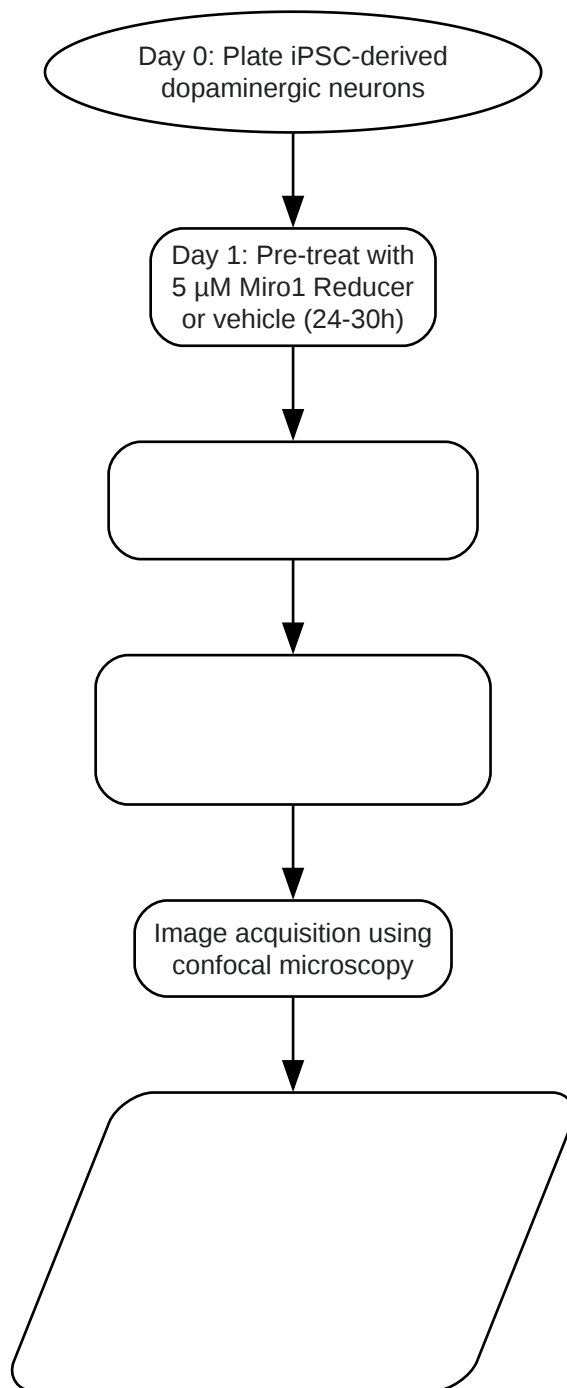 Day 0: Plate iPSC-derived
dopaminergic neurons
Day 1: Pre-treat with
5 µM Miro1 Reducer
or vehicle (24-30h)
Image acquisition using
confocal microscopy